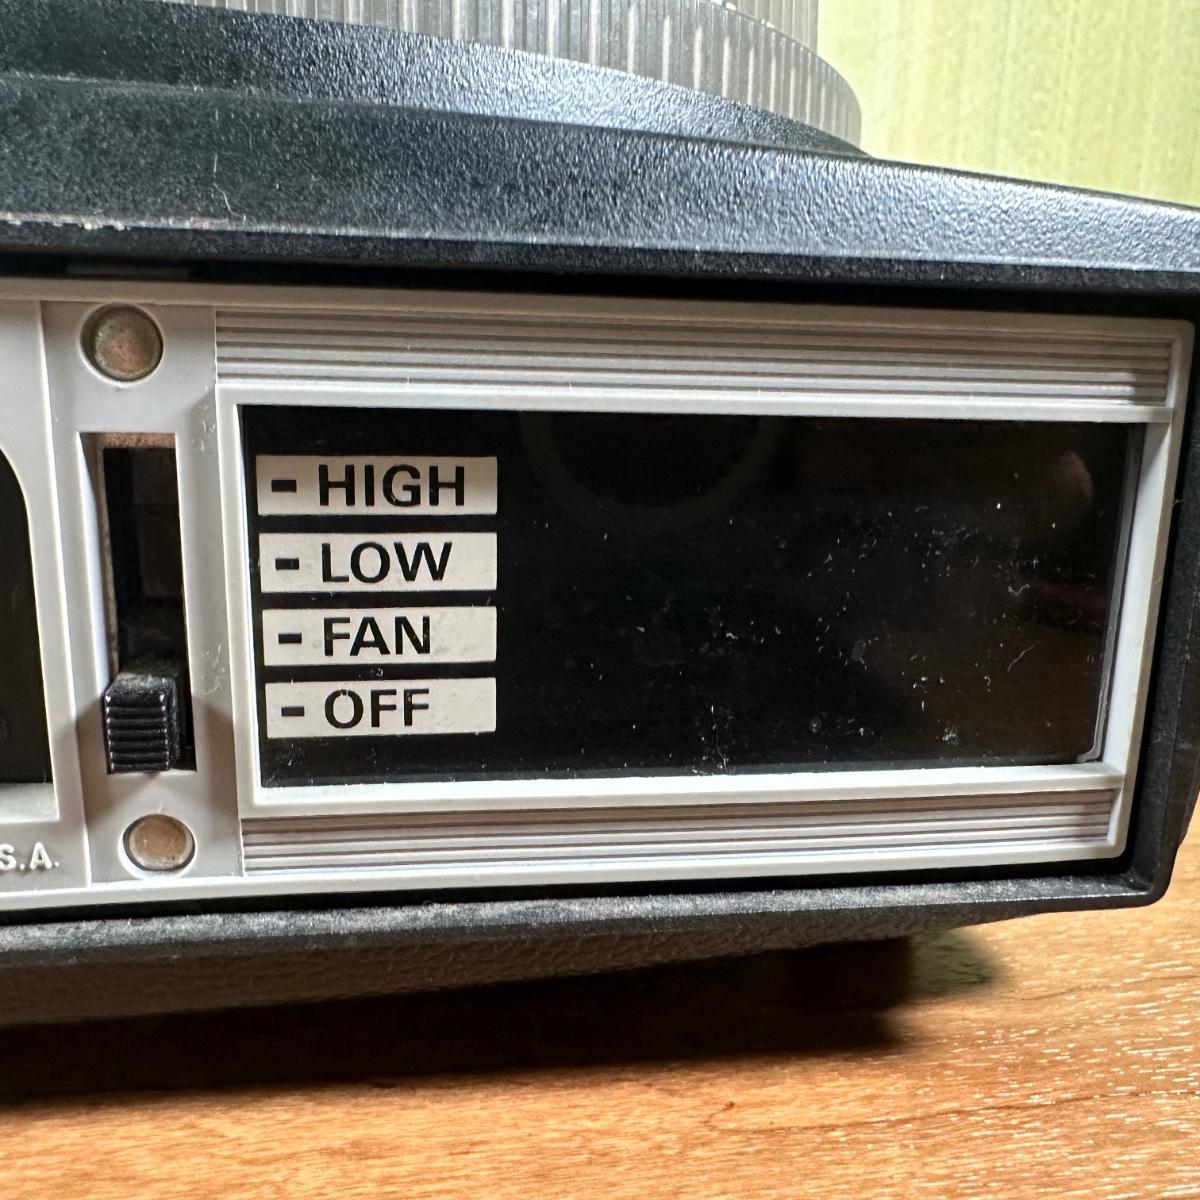 - HIGH
- LOW
- FAN
- OFF
S.A.